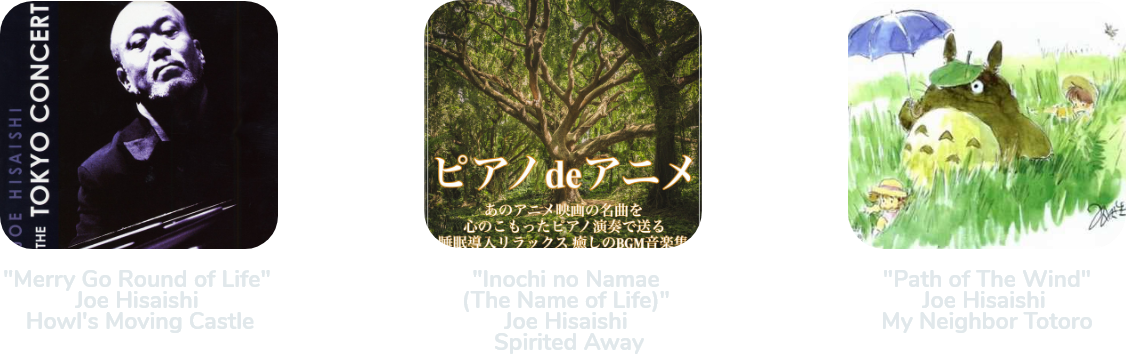 JOE HISAISHI
THE TOKYO CONCERT
ピアノdeアニメ
あのアニメ映画の名曲を
心のこもったピアノ演奏で送る
睡眠導入リラックス 癒しのBGM音楽集
"Merry Go Round of Life"
Joe Hisaishi
Howl's Moving Castle
"Inochi no Namae
(The Name of Life)"
Joe Hisaishi
Spirited Away
"Path of The Wind"
Joe Hisaishi
My Neighbor Totoro